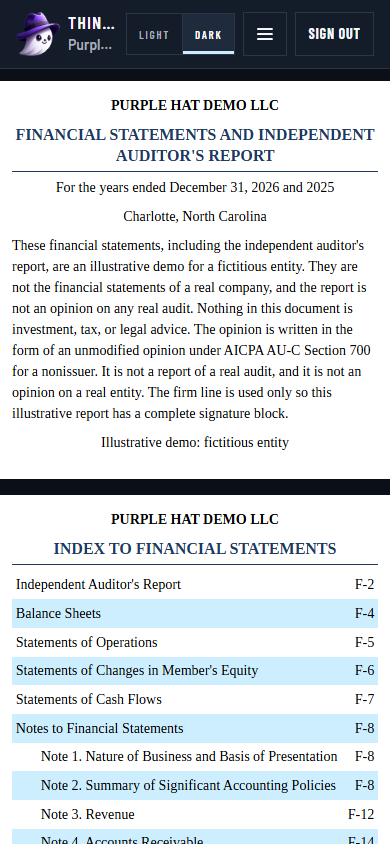 THIN...
Purpl...
LIGHT
DARK
SIGN OUT
PURPLE HAT DEMO LLC
FINANCIAL STATEMENTS AND INDEPENDENT
AUDITOR'S REPORT
For the years ended December 31, 2026 and 2025
Charlotte, North Carolina
These financial statements, including the independent auditor's
report, are an illustrative demo for a fictitious entity. They are
not the financial statements of a real company, and the report is
not an opinion on any real audit. Nothing in this document is
investment, tax, or legal advice. The opinion is written in the
form of an unmodified opinion under AICPA AU-C Section 700
for a nonissuer. It is not a report of a real audit, and it is not an
opinion on a real entity. The firm line is used only so this
illustrative report has a complete signature block.
Illustrative demo: fictitious entity
PURPLE HAT DEMO LLC
INDEX TO FINANCIAL STATEMENTS
Independent Auditor's Report F-2
Balance Sheets F-4
Statements of Operations F-5
Statements of Changes in Member's Equity F-6
Statements of Cash Flows F-7
Notes to Financial Statements F-8
Note 1. Nature of Business and Basis of Presentation F-8
Note 2. Summary of Significant Accounting Policies F-8
Note 3. Revenue F-12
Note 4. Accounts Receivable F-14